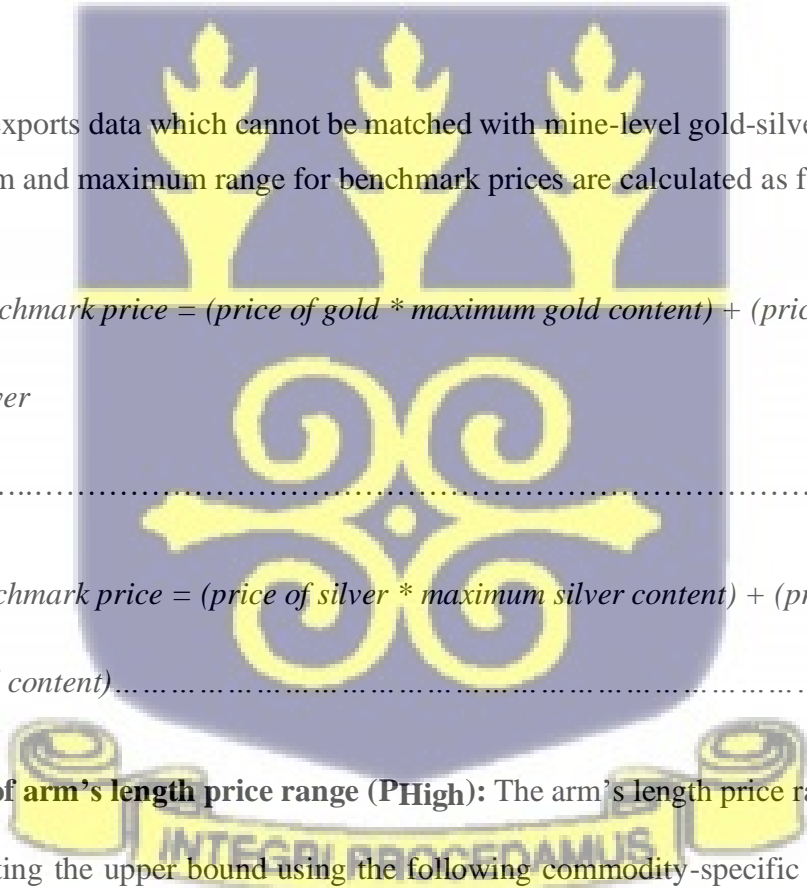 exports data which cannot be matched with mine-level gold-silve
m and maximum range for benchmark prices are calculated as f
chmark price = (price of gold * maximum gold content) + (pric
ver
……………………………………………………………………
chmark price = (price of silver * maximum silver content) + (pr
content)……………………………………………………
of arm’s length price range (PHigh): The arm’s length price ra
INTEGRI PROCEDAMUS
ting the upper bound using the following commodity-specific